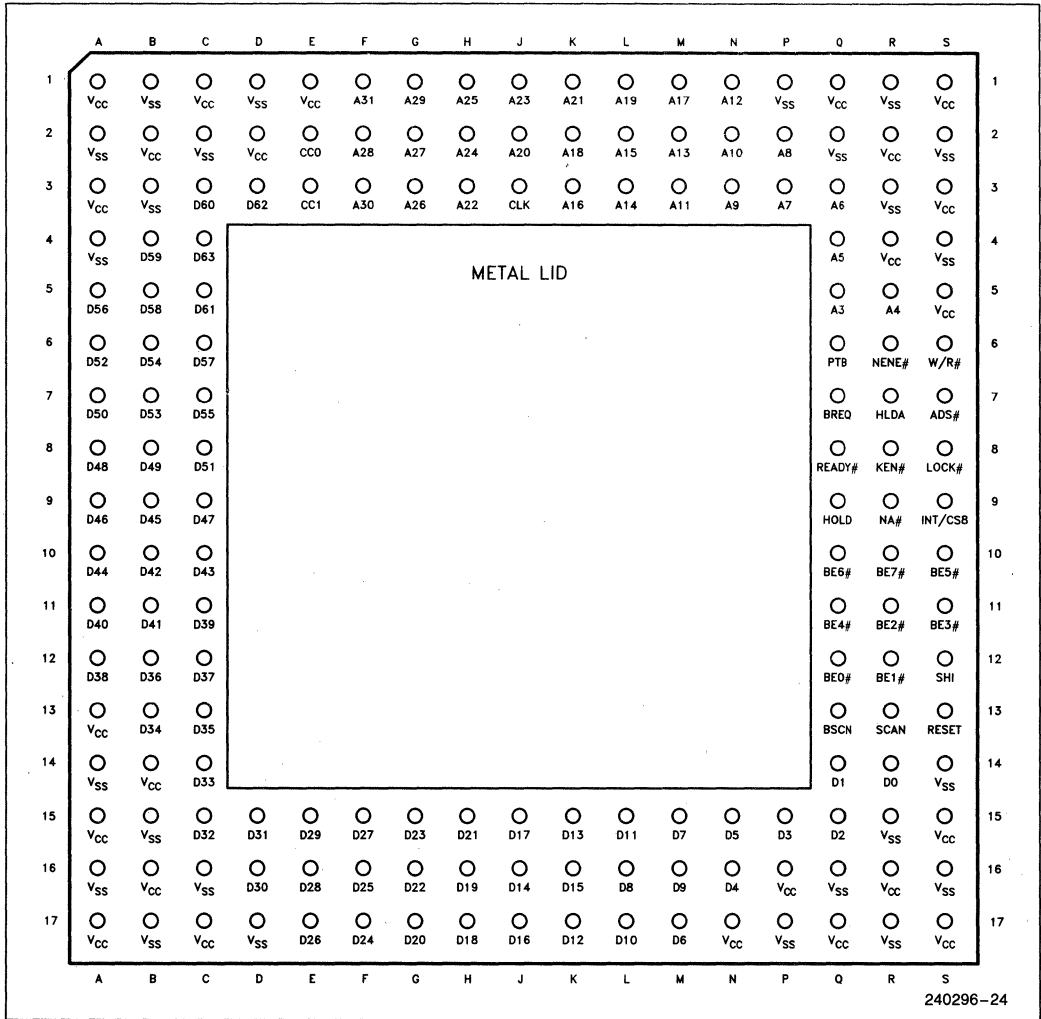 A B C D E F G H J K L M N P Q R S
1 1
VCC VSS VCC VSS VCC A31 A29 A25 A23 A21 A19 A17 A12 VSS VCC VSS VCC
2 2
VSS VCC VSS VCC CC0 A28 A27 A24 A20 A18 A15 A13 A10 A8 VSS VCC VSS
3 3
VCC VSS D60 D62 CC1 A30 A26 A22 CLK A16 A14 A11 A9 A7 A6 VSS VCC
4 4
VSS D59 D63 A5 VCC VSS
METAL LID
5 5
D56 D58 D61 A3 A4 VCC
6 6
D52 D54 D57 PTB NENE# W/R#
7 7
D50 D53 D55 BREQ HLDA ADS#
8 8
D48 D49 D51 READY# KEN# LOCK#
9 9
D46 D45 D47 HOLD NA# INT/CS8
10 10
D44 D42 D43 BE6# BE7# BE5#
11 11
D40 D41 D39 BE4# BE2# BE3#
12 12
D38 D36 D37 BE0# BE1# SHI
13 13
VCC D34 D35 BSCN SCAN RESET
14 14
VSS VCC D33 D1 D0 VSS
15 15
VCC VSS D32 D31 D29 D27 D23 D21 D17 D13 D11 D7 D5 D3 D2 VSS VCC
16 16
VSS VCC VSS D30 D28 D25 D22 D19 D14 D15 D8 D9 D4 VCC VSS VCC VSS
17 17
VCC VSS VCC VSS D26 D24 D20 D18 D16 D12 D10 D6 VCC VSS VCC VSS VCC
A B C D E F G H J K L M N P Q R S
240296-24